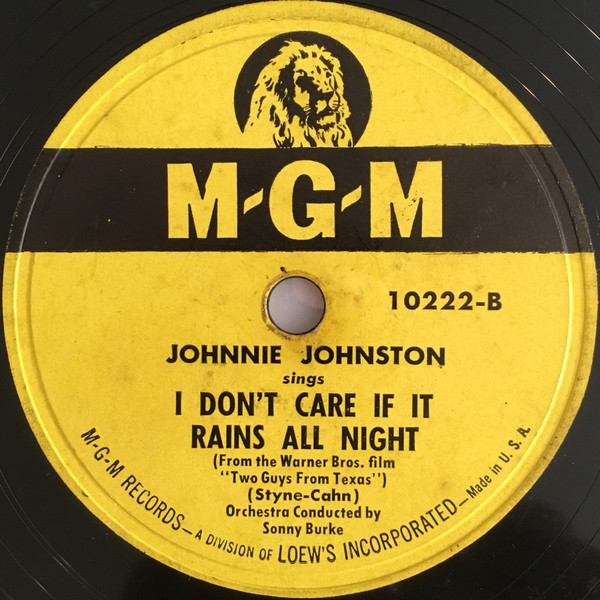 M-G-M
10222-B
JOHNNIE JOHNSTON
sings
I DON'T CARE IF IT
RAINS ALL NIGHT
(From the Warner Bros. film
"Two Guys From Texas")
(Styne-Cahn)
Orchestra Conducted by
Sonny Burke
M-G-M RECORDS—A DIVISION OF LOEW'S INCORPORATED—Made in U. S. A.